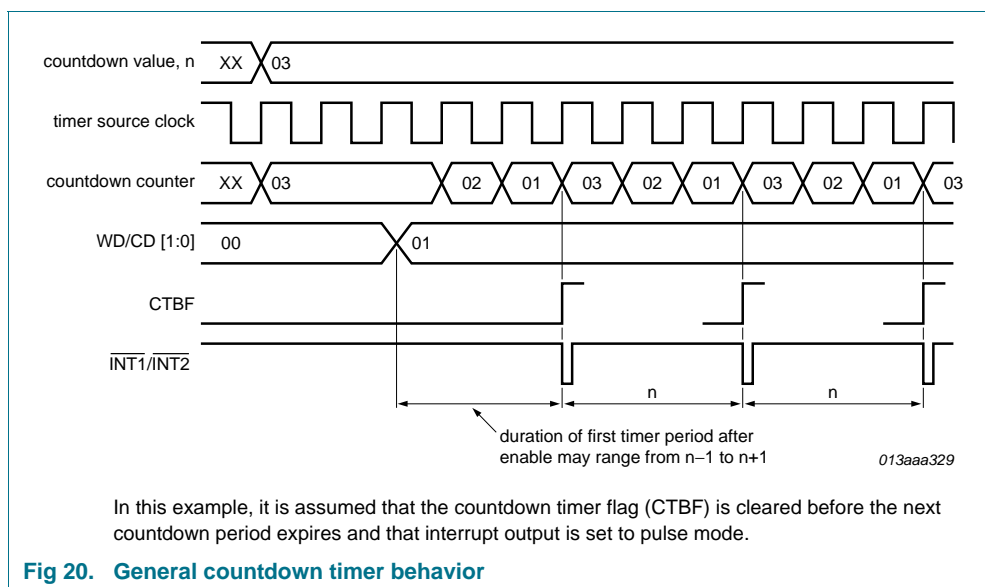 countdown value, n XX 03
timer source clock
countdown counter XX 03 02 01 03 02 01 03 02 01 03
WD/CD [1:0] 00 01
CTBF
INT1/INT2
n n
duration of first timer period after
enable may range from n−1 to n+1
013aaa329
In this example, it is assumed that the countdown timer flag (CTBF) is cleared before the next
countdown period expires and that interrupt output is set to pulse mode.
Fig 20. General countdown timer behavior